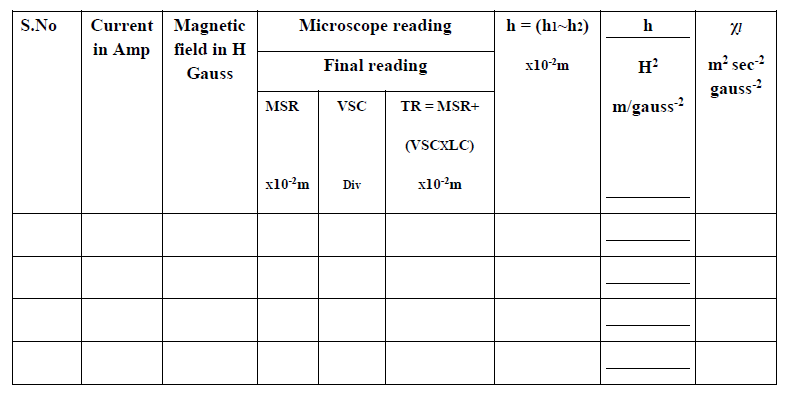 S.No
Current
in Amp
Magnetic
field in H
Gauss
Microscope reading
Final reading
MSR
x10⁻²m
VSC
Div
TR = MSR+
(VSCXLC)
x10⁻²m
h = (h1~h2)
x10⁻²m
h
H²
m/gauss⁻²
χl
m² sec⁻²
gauss⁻²